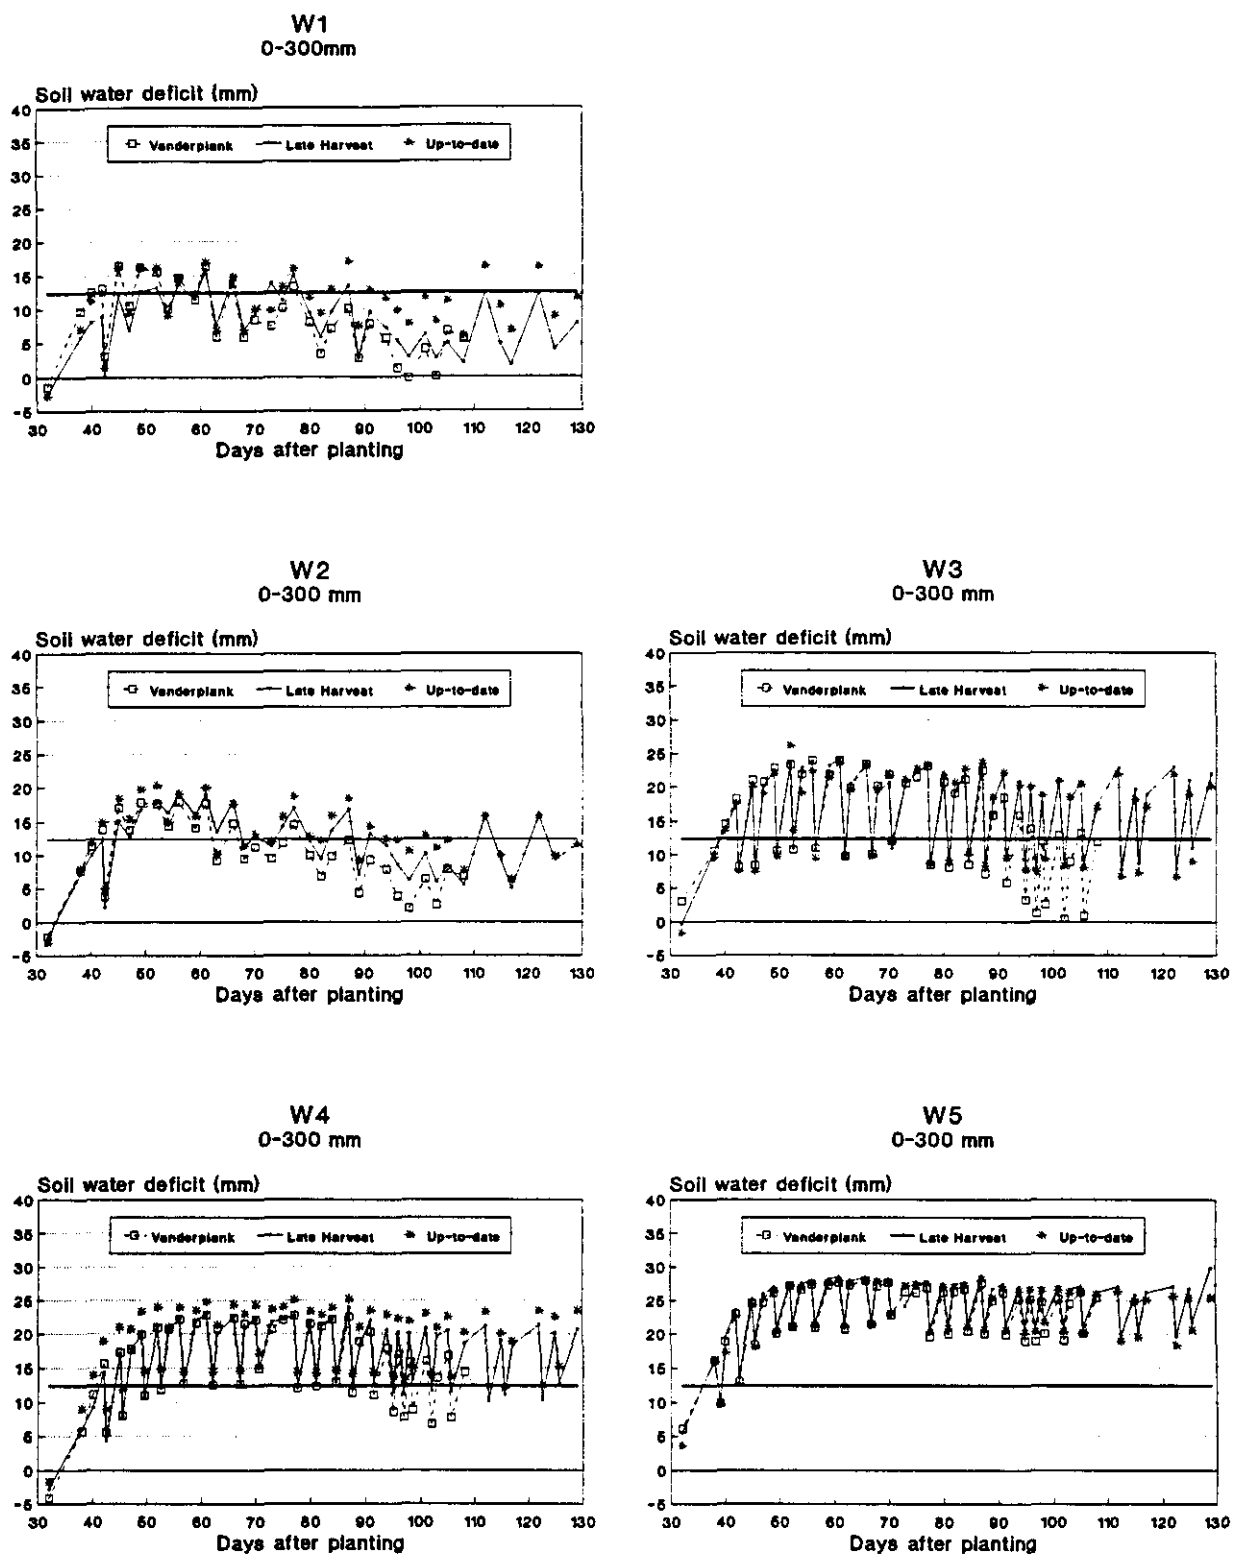 W1
0-300mm
Soil water deficit (mm)
40
35
30
25
20
15
10
5
0
-5
Vanderplank Late Harvest Up-to-date
30 40 50 60 70 80 90 100 110 120 130
Days after planting
W2
0-300 mm
Soil water deficit (mm)
40
35
30
25
20
15
10
5
0
-5
Vanderplank Late Harvest Up-to-date
30 40 50 60 70 80 90 100 110 120 130
Days after planting
W3
0-300 mm
Soil water deficit (mm)
40
35
30
25
20
15
10
5
0
-5
Vanderplank Late Harvest Up-to-date
30 40 50 60 70 80 90 100 110 120 130
Days after planting
W4
0-300 mm
Soil water deficit (mm)
40
35
30
25
20
15
10
5
0
-5
Vanderplank Late Harvest Up-to-date
30 40 50 60 70 80 90 100 110 120 130
Days after planting
W5
0-300 mm
Soil water deficit (mm)
40
35
30
25
20
15
10
5
0
-5
Vanderplank Late Harvest Up-to-date
30 40 50 60 70 80 90 100 110 120 130
Days after planting